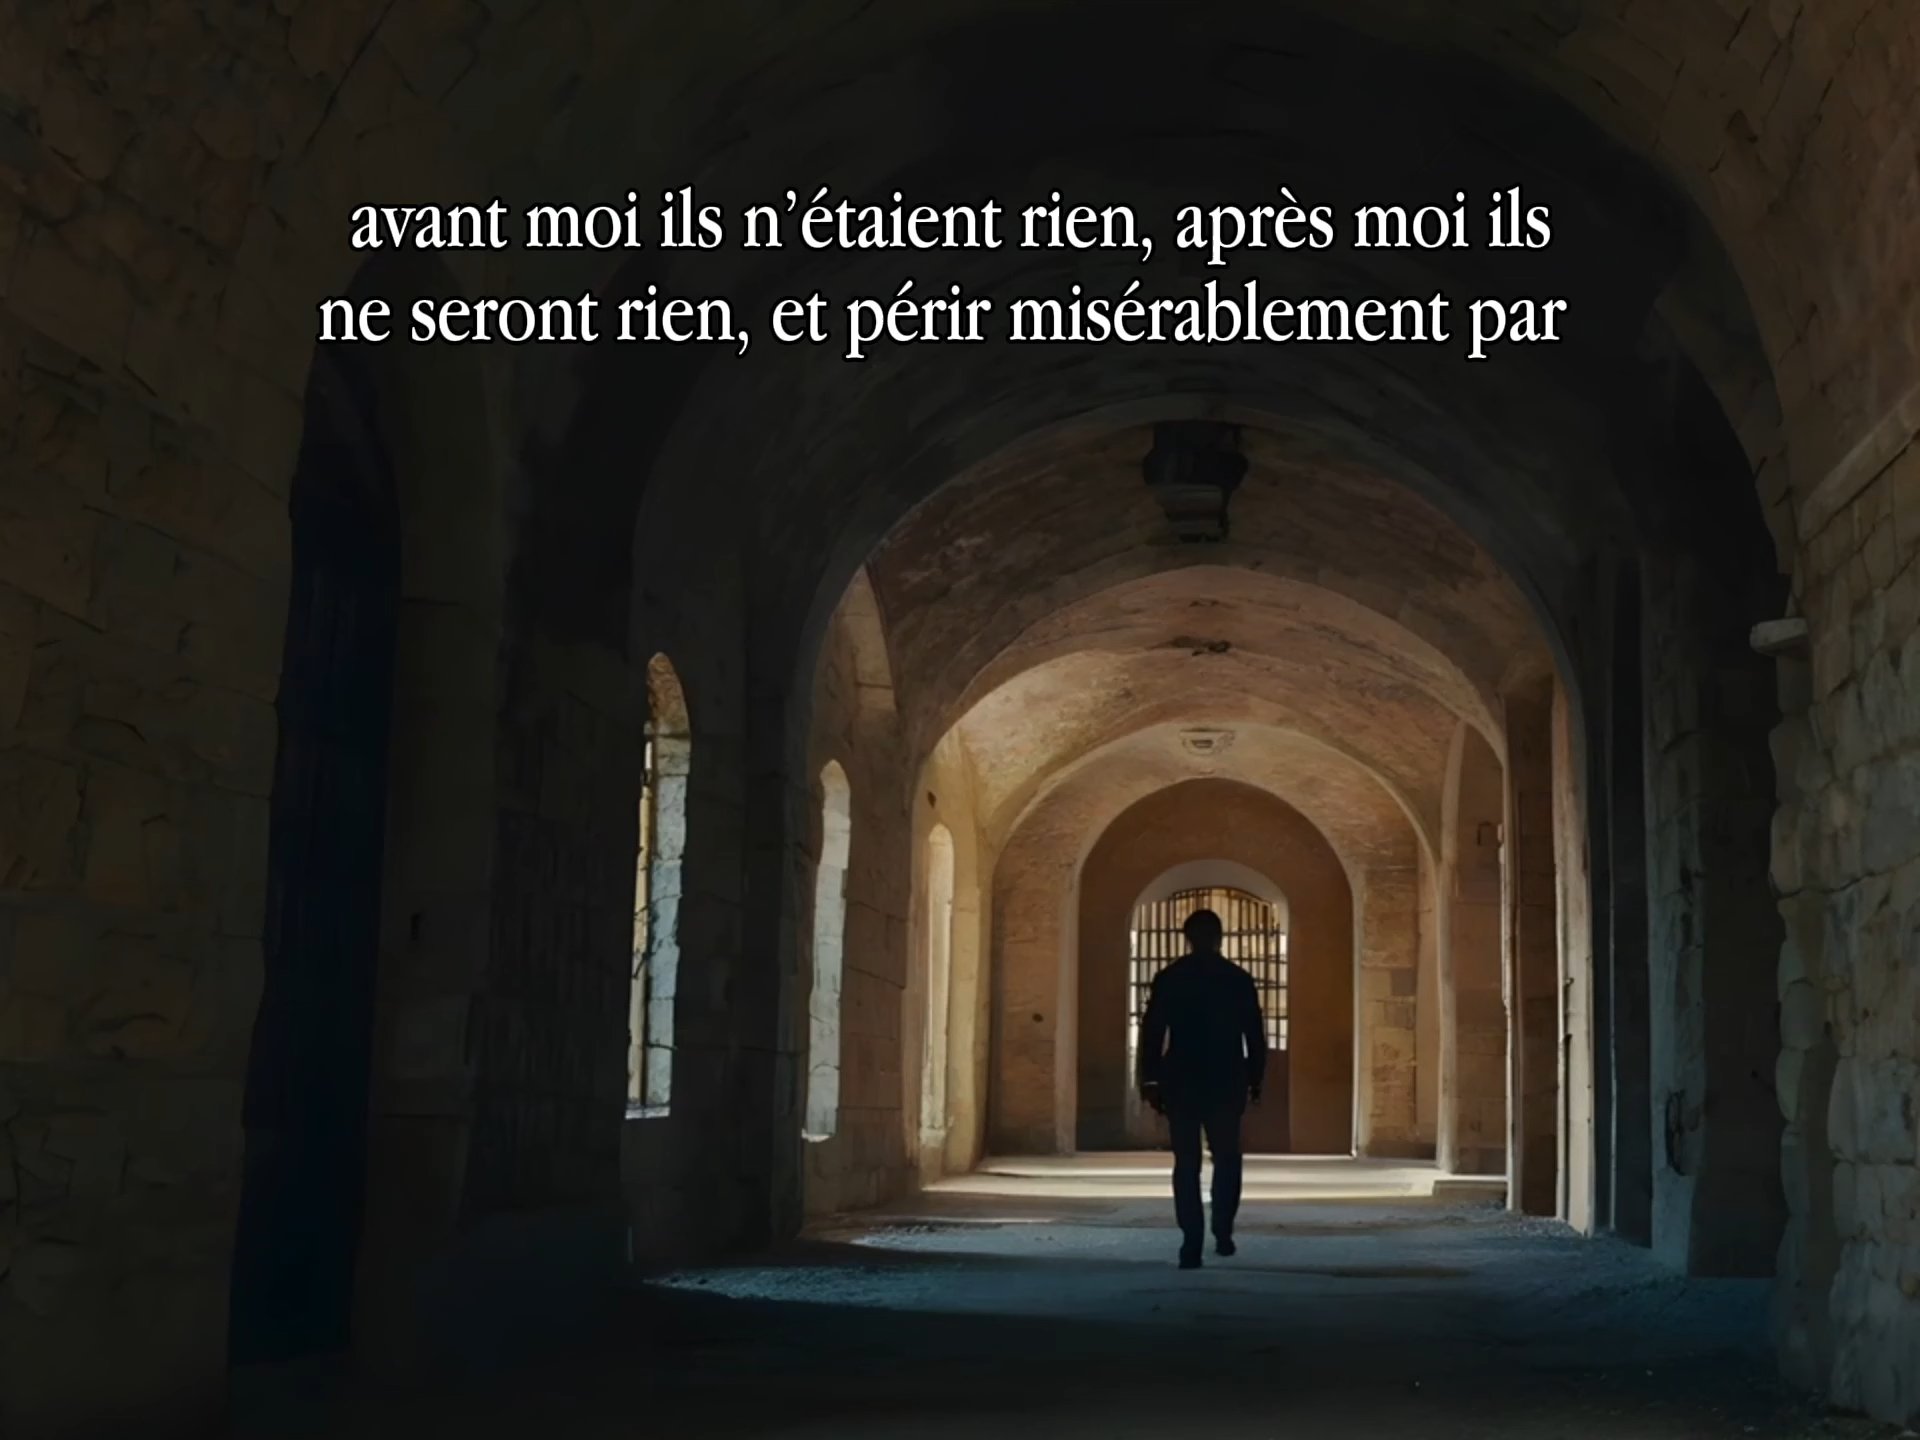 avant moi ils n’étaient rien, après moi ils
ne seront rien, et périr misérablement par